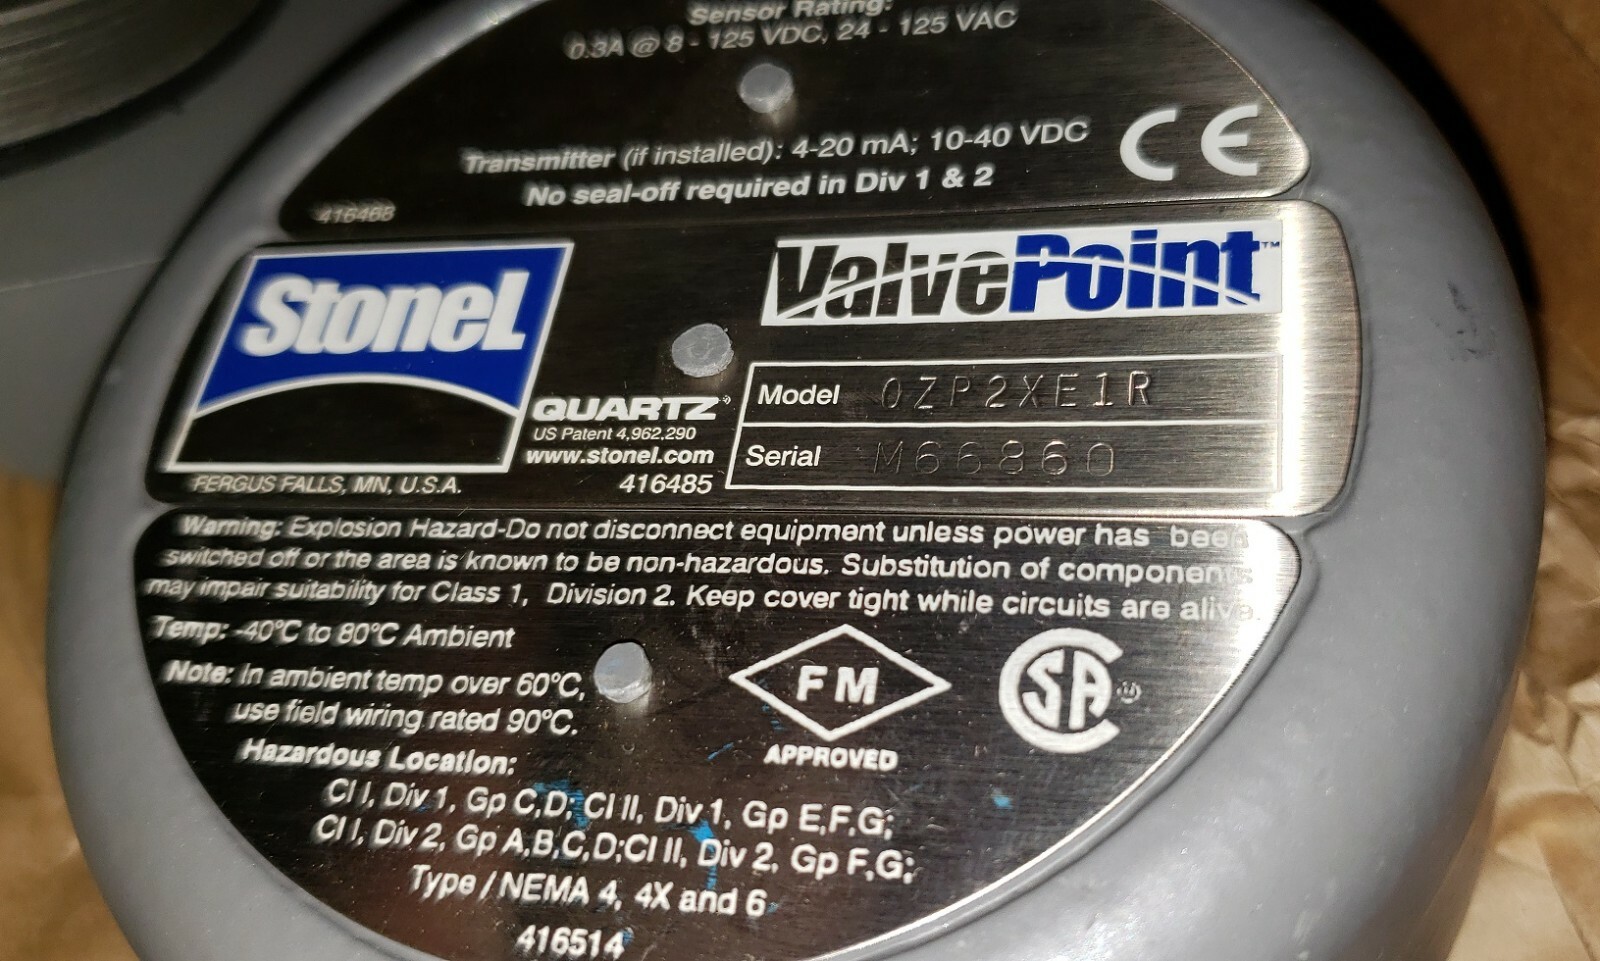 Sensor Rating:
0.3A @ 8 - 125 VDC, 24 - 125 VAC
Transmitter (if installed): 4-20 mA; 10-40 VDC
No seal-off required in Div 1 & 2
CE
416468
StoneL
ValvePoint™
QUARTZ®
US Patent 4,962,290
www.stonel.com
416485
FERGUS FALLS, MN, U.S.A.
Model 0ZP2XE1R
Serial M66860
Warning: Explosion Hazard-Do not disconnect equipment unless power has been
switched off or the area is known to be non-hazardous. Substitution of components
may impair suitability for Class 1, Division 2. Keep cover tight while circuits are alive.
Temp: -40°C to 80°C Ambient
Note: In ambient temp over 60°C,
use field wiring rated 90°C.
FM
APPROVED
CSA®
Hazardous Location:
Cl I, Div 1, Gp C,D; Cl II, Div 1, Gp E,F,G;
Cl I, Div 2, Gp A,B,C,D;Cl II, Div 2, Gp F,G;
Type / NEMA 4, 4X and 6
416514